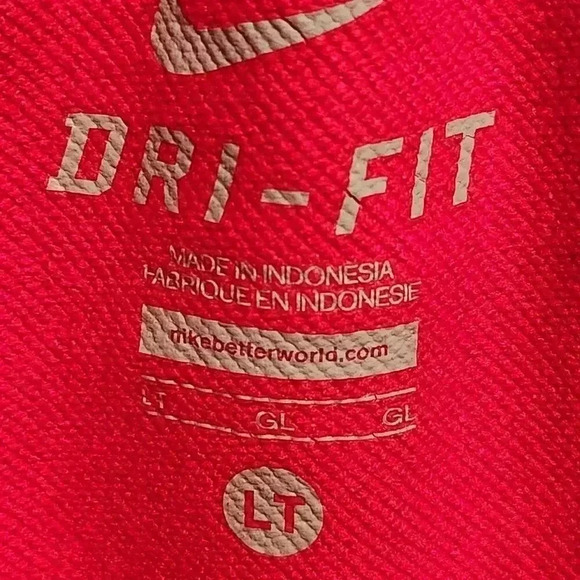 DRI-FIT
MADE IN INDONESIA
FABRIQUE EN INDONESIE
nikebetterworld.com
LT GL GL
LT